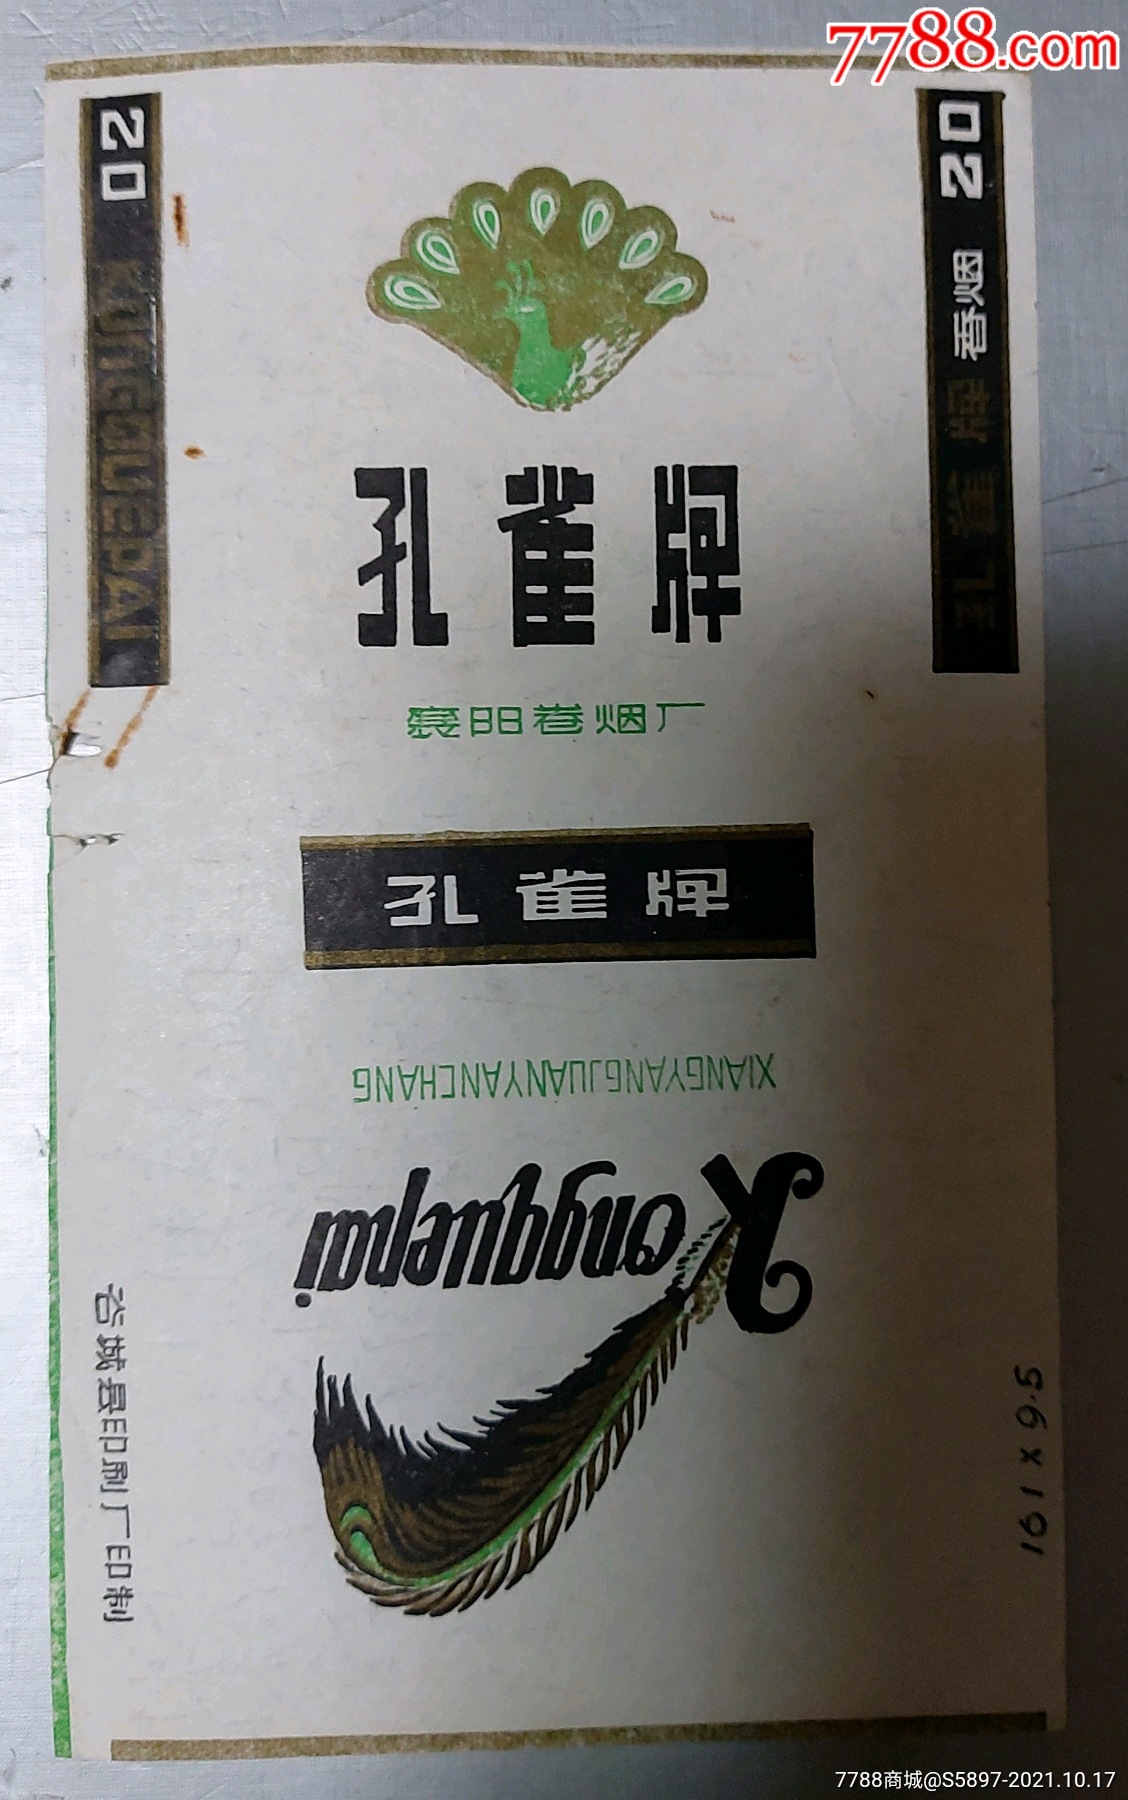 7788.com
20 KONGQUEPAI
孔雀牌 香烟 20
孔雀牌
襄阳卷烟厂
孔雀牌
XIANGYANGJUANYANCHANG
Kongquepai
谷城县印刷厂印制
161 x 9.5
7788商城@S5897-2021.10.17